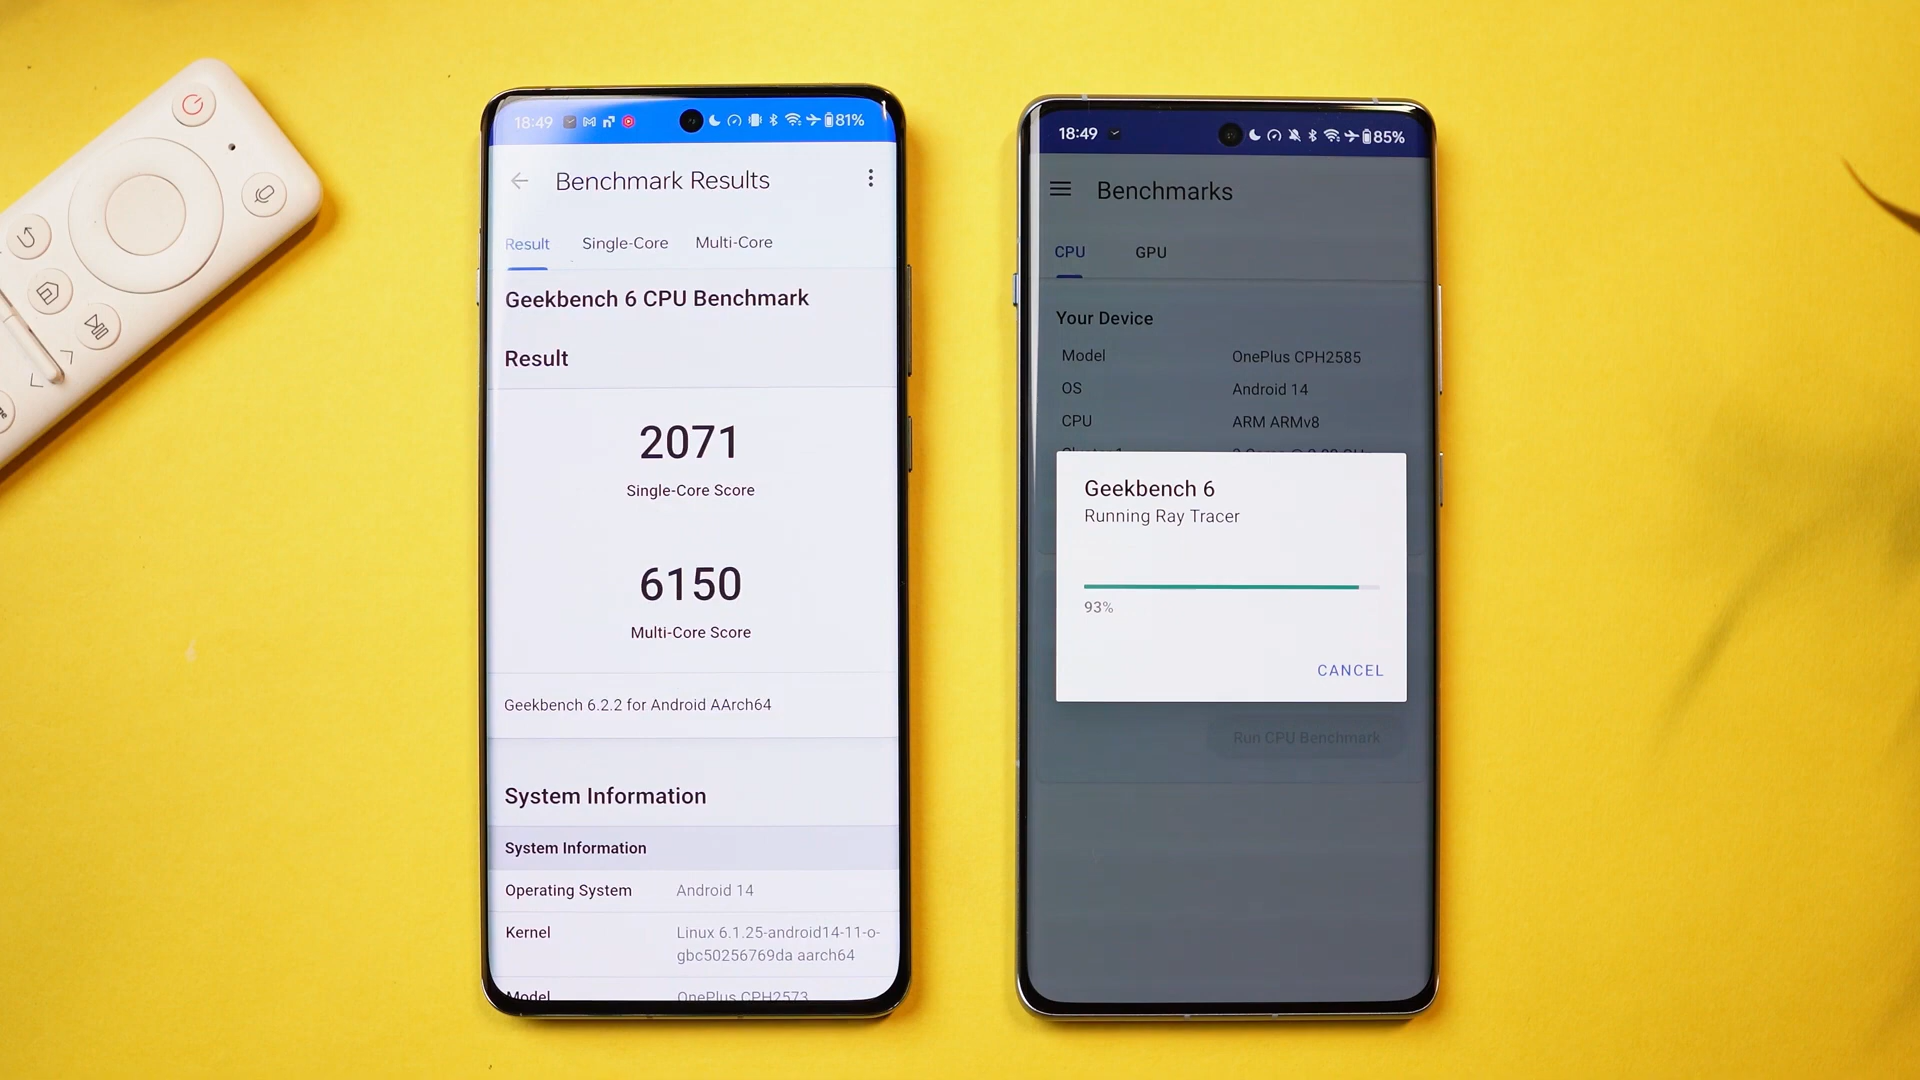 18:49
81%
Benchmark Results
Result Single-Core Multi-Core
Geekbench 6 CPU Benchmark
Result
2071
Single-Core Score
6150
Multi-Core Score
Geekbench 6.2.2 for Android AArch64
System Information
System Information
Operating System Android 14
Kernel Linux 6.1.25-android14-11-o-
gbc50256769da aarch64
Model OnePlus CPH2573
18:49
85%
Benchmarks
CPU GPU
Your Device
Model OnePlus CPH2585
OS Android 14
CPU ARM ARMv8
Geekbench 6
Running Ray Tracer
93%
CANCEL
Run CPU Benchmark